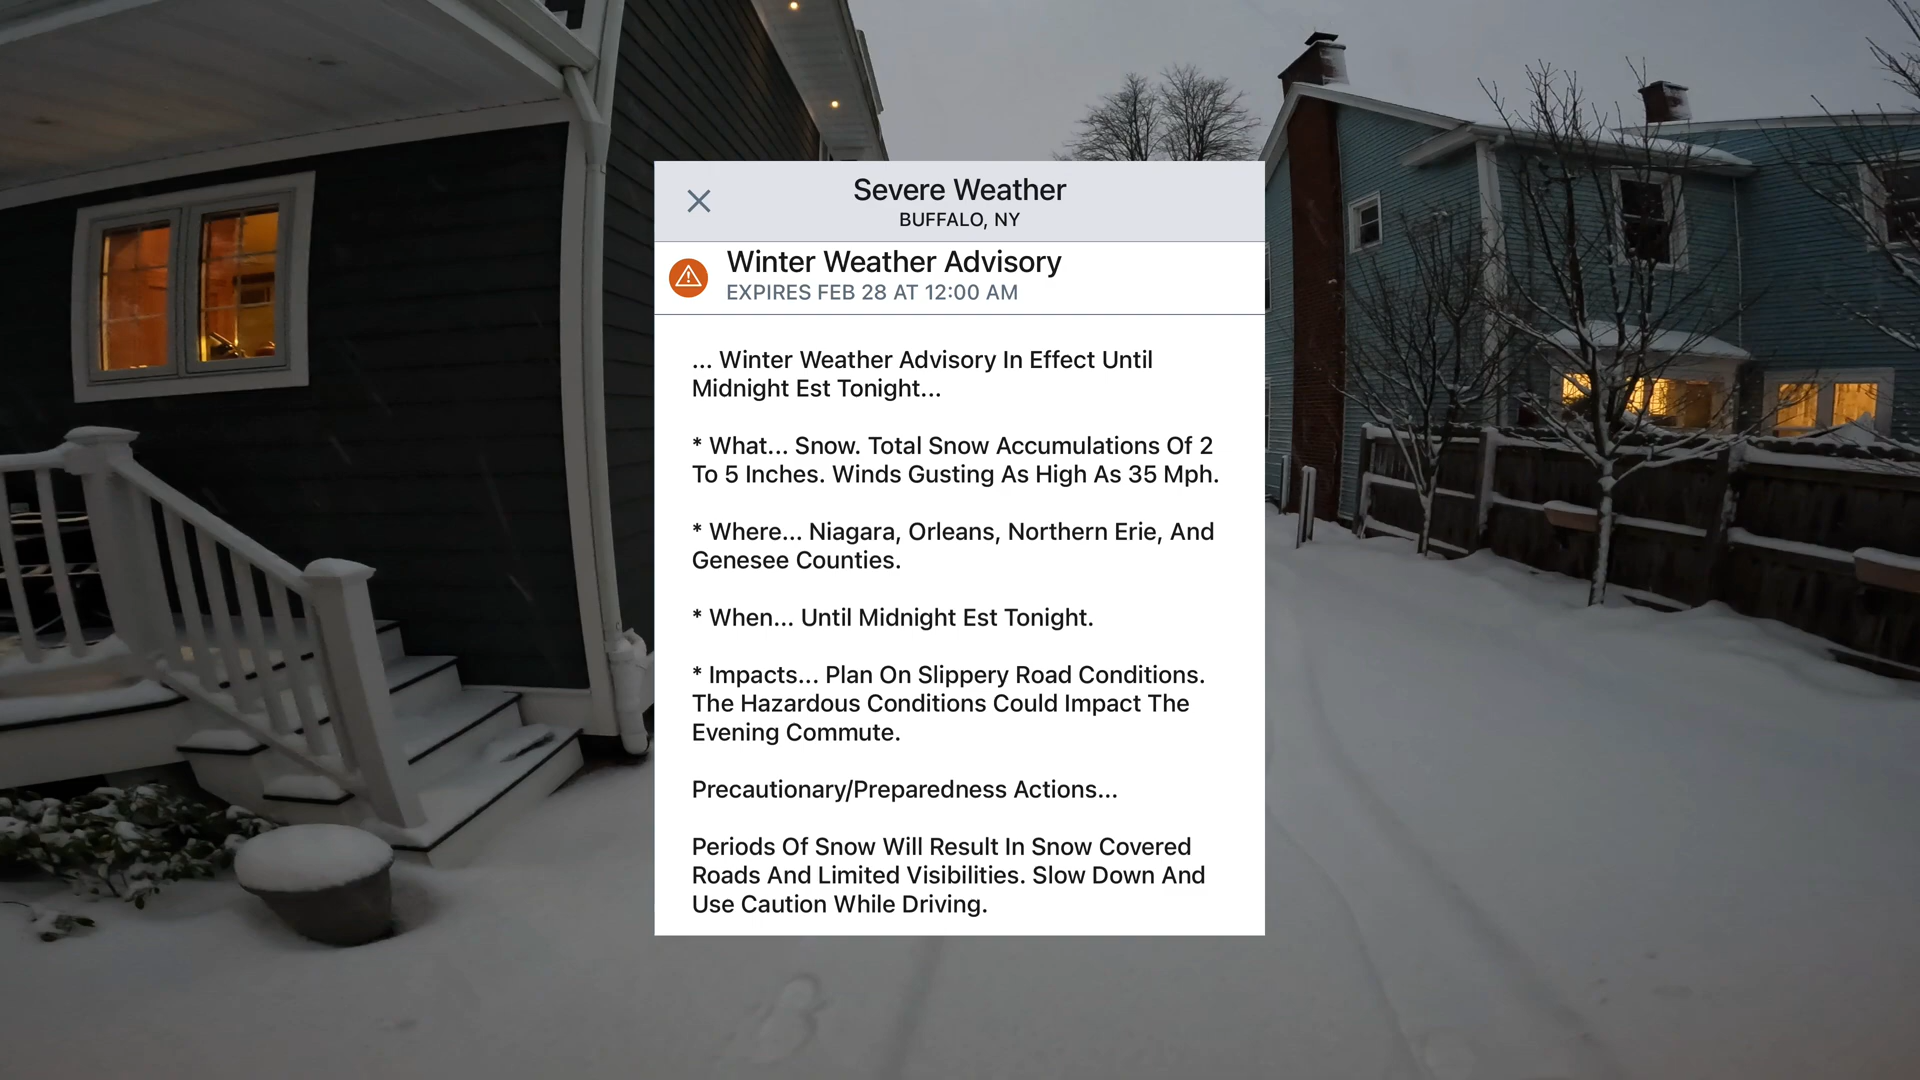 Severe Weather
BUFFALO, NY
Winter Weather Advisory
EXPIRES FEB 28 AT 12:00 AM
... Winter Weather Advisory In Effect Until
Midnight Est Tonight...
* What... Snow. Total Snow Accumulations Of 2
To 5 Inches. Winds Gusting As High As 35 Mph.
* Where... Niagara, Orleans, Northern Erie, And
Genesee Counties.
* When... Until Midnight Est Tonight.
* Impacts... Plan On Slippery Road Conditions.
The Hazardous Conditions Could Impact The
Evening Commute.
Precautionary/Preparedness Actions...
Periods Of Snow Will Result In Snow Covered
Roads And Limited Visibilities. Slow Down And
Use Caution While Driving.